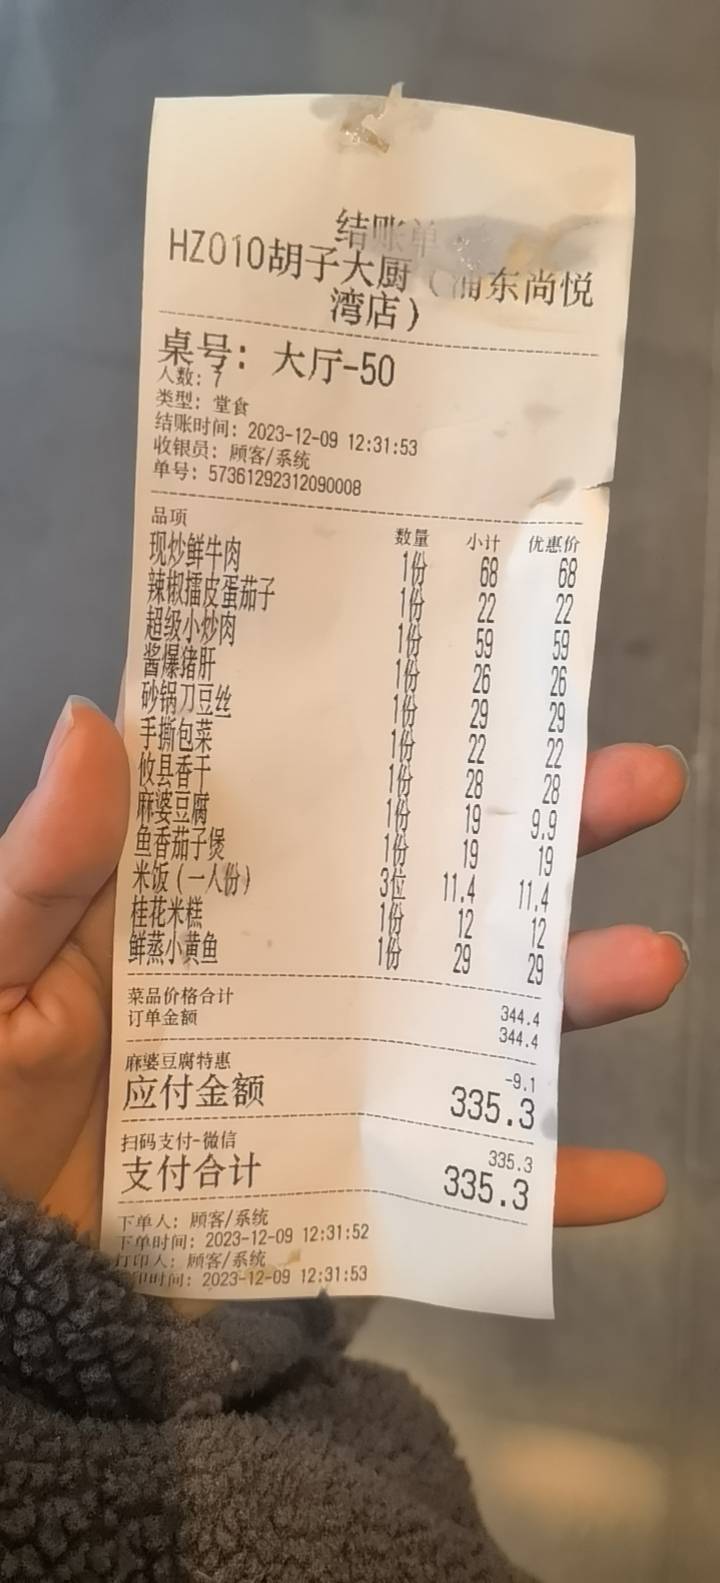 结账单
HZ010胡子大厨（浦东尚悦
湾店）
桌号：大厅-50
人数：7
类型：堂食
结账时间：2023-12-09 12:31:53
收银员：顾客/系统
单号：57361292312090008
品项 数量 小计 优惠价
现炒鲜牛肉 1份 68 68
辣椒擂皮蛋茄子 1份 22 22
超级小炒肉 1份 59 59
酱爆猪肝 1份 26 26
砂锅刀豆丝 1份 29 29
手撕包菜 1份 22 22
攸县香干 1份 28 28
麻婆豆腐 1份 19 9.9
鱼香茄子煲 1份 19 19
米饭（一人份） 3位 11.4 11.4
桂花米糕 1份 12 12
鲜蒸小黄鱼 1份 29 29
菜品价格合计 344.4
订单金额 344.4
麻婆豆腐特惠 -9.1
应付金额 335.3
扫码支付-微信 335.3
支付合计 335.3
下单人：顾客/系统
下单时间：2023-12-09 12:31:52
打印人：顾客/系统
印时间：2023-12-09 12:31:53